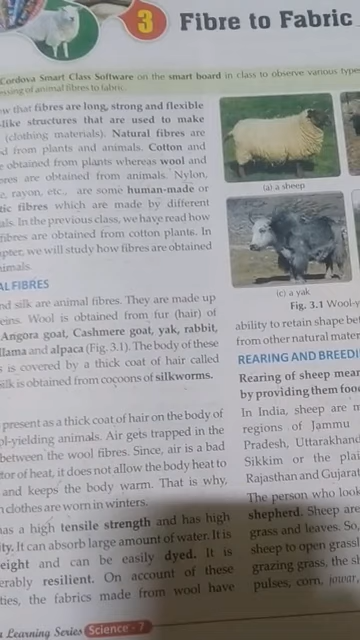 3 Fibre to Fabric
Cordova Smart Class Software on the smart board in class to observe various type
of animal fibres to fabric.
that fibres are long, strong and flexible
like structures that are used to make
(clothing materials). Natural fibres are
from plants and animals. Cotton and
obtained from plants whereas wool and
are obtained from animals. Nylon,
rayon, etc., are some human-made or
fibres which are made by different
In the previous class, we have read how
fibres are obtained from cotton plants. In
we will study how fibres are obtained
FIBRES
silk are animal fibres. They are made up
Wool is obtained from fur (hair) of
Angora goat, Cashmere goat, yak, rabbit,
llama and alpaca (Fig. 3.1). The body of these
is covered by a thick coat of hair called
Silk is obtained from cocoons of silkworms.
present as a thick coat of hair on the body of
animals. Air gets trapped in the
between the wool fibres. Since, air is a bad
of heat, it does not allow the body heat to
and keeps the body warm. That is why,
clothes are worn in winters.
has a high tensile strength and has high
It can absorb large amount of water. It is
and can be easily dyed. It is
resilient. On account of these
the fabrics made from wool have
(a) a sheep
(c) a yak
Fig. 3.1
ability to retain shape
from other natural
REARING AND
Rearing of sheep
by providing them
In India, sheep are
regions of Jammu
Pradesh, Uttarakhand
Sikkim or the
Rajasthan and Gujarat
The person who
shepherd. Sheep are
grass and leaves.
sheep to open
grazing grass, the
pulses, corn, jowar
Learning Series Science - 7